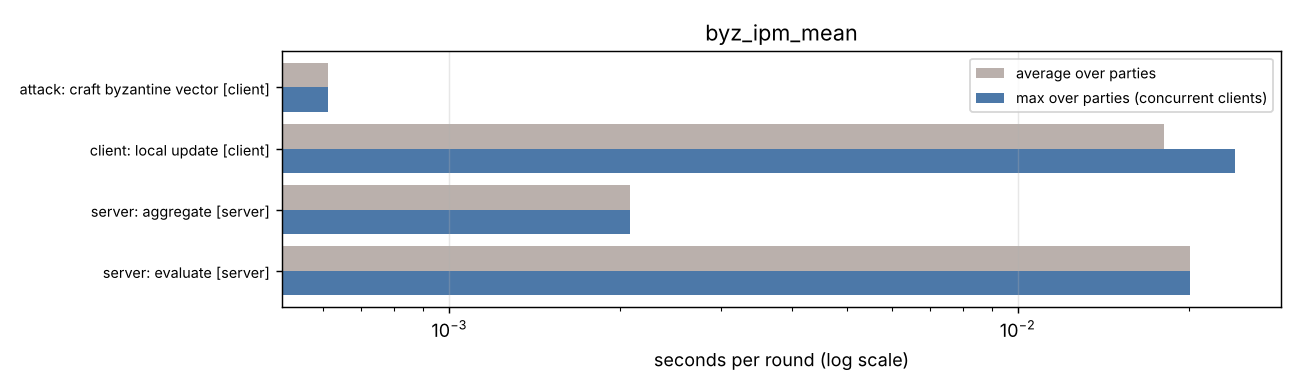 byz_ipm_mean
average over parties
max over parties (concurrent clients)
attack: craft byzantine vector [client]
client: local update [client]
server: aggregate [server]
server: evaluate [server]
10⁻³
10⁻²
seconds per round (log scale)